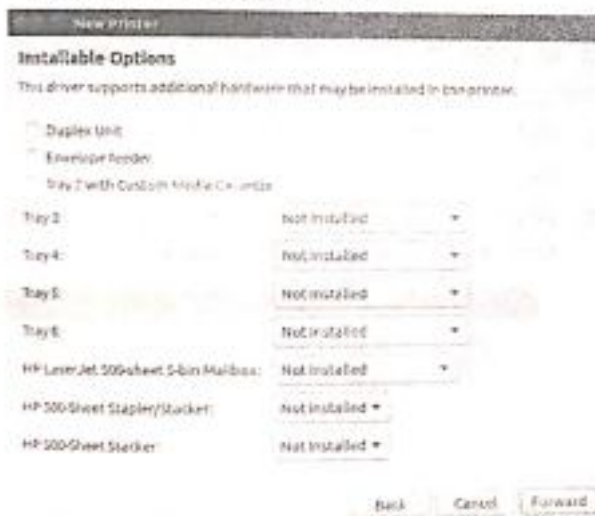 New Printer
Installable Options
This driver supports additional hardware that may be installed in the printer.
Duplex Unit
Envelope Feeder
Tray 2 with Custom Media
Tray 3: Not Installed
Tray 4: Not Installed
Tray 5: Not Installed
Tray 6: Not Installed
HP LaserJet 500-sheet 5-bin Mailbox: Not Installed
HP 500-Sheet Stapler/Stacker: Not Installed
HP 500-Sheet Stacker: Not Installed
Back Cancel Forward